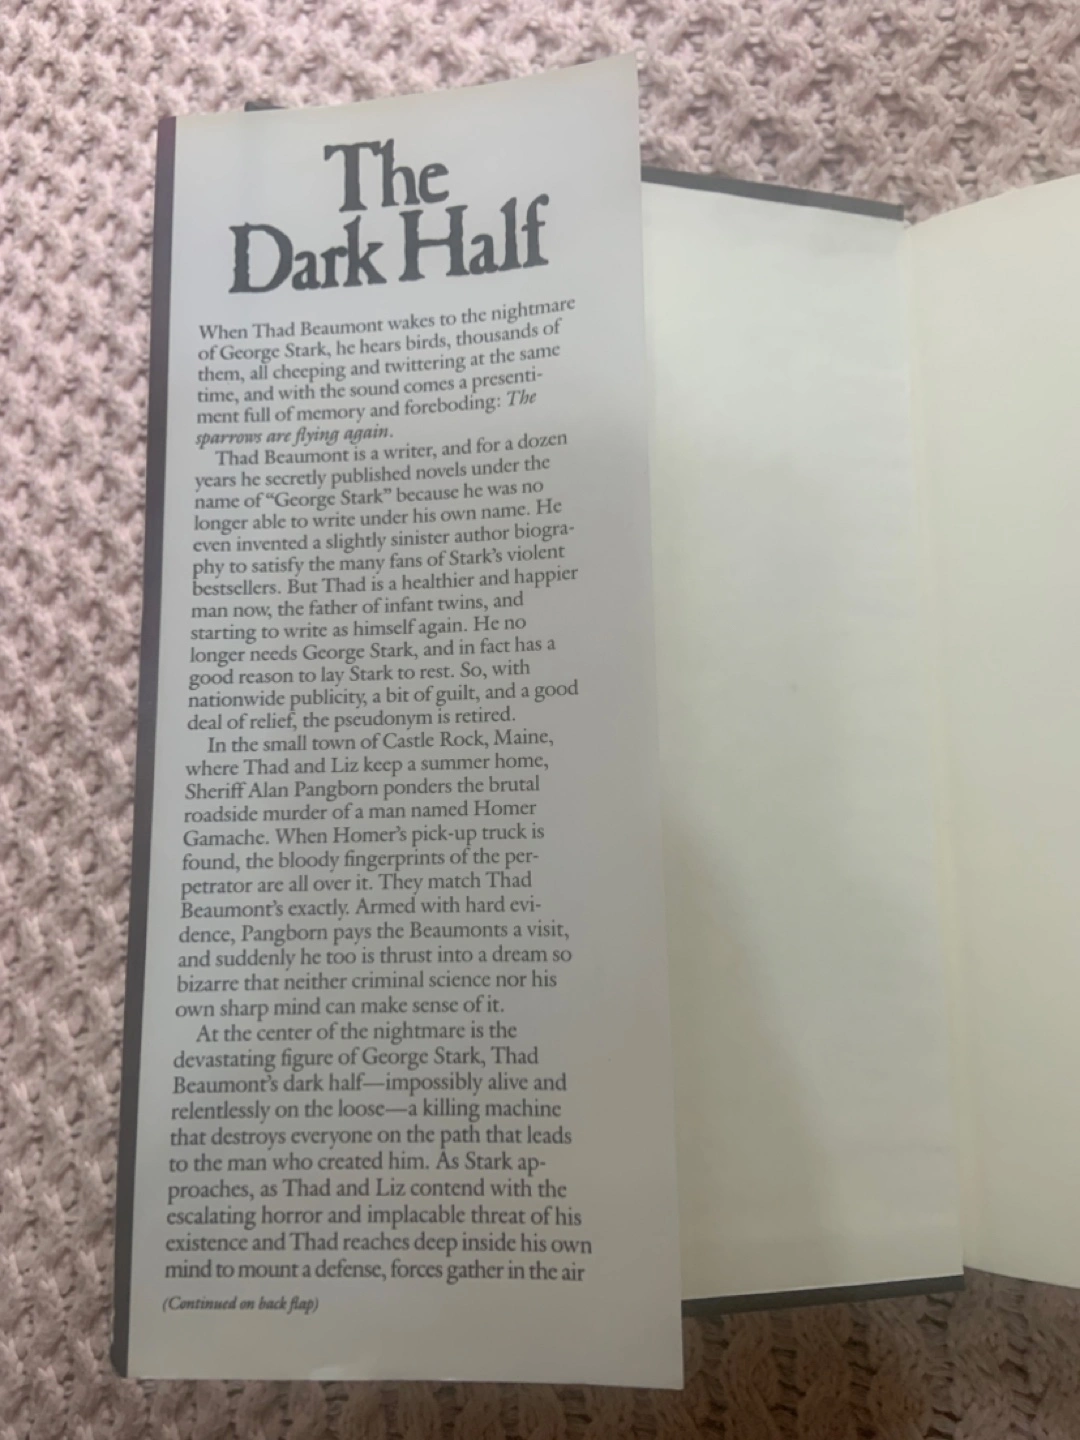 The
Dark Half
When Thad Beaumont wakes to the nightmare
of George Stark, he hears birds, thousands of
them, all cheeping and twittering at the same
time, and with the sound comes a presenti-
ment full of memory and foreboding: The
sparrows are flying again.
Thad Beaumont is a writer, and for a dozen
years he secretly published novels under the
name of “George Stark” because he was no
longer able to write under his own name. He
even invented a slightly sinister author biogra-
phy to satisfy the many fans of Stark’s violent
bestsellers. But Thad is a healthier and happier
man now, the father of infant twins, and
starting to write as himself again. He no
longer needs George Stark, and in fact has a
good reason to lay Stark to rest. So, with
nationwide publicity, a bit of guilt, and a good
deal of relief, the pseudonym is retired.
In the small town of Castle Rock, Maine,
where Thad and Liz keep a summer home,
Sheriff Alan Pangborn ponders the brutal
roadside murder of a man named Homer
Gamache. When Homer’s pick-up truck is
found, the bloody fingerprints of the per-
petrator are all over it. They match Thad
Beaumont’s exactly. Armed with hard evi-
dence, Pangborn pays the Beaumonts a visit,
and suddenly he too is thrust into a dream so
bizarre that neither criminal science nor his
own sharp mind can make sense of it.
At the center of the nightmare is the
devastating figure of George Stark, Thad
Beaumont’s dark half—impossibly alive and
relentlessly on the loose—a killing machine
that destroys everyone on the path that leads
to the man who created him. As Stark ap-
proaches, as Thad and Liz contend with the
escalating horror and implacable threat of his
existence and Thad reaches deep inside his own
mind to mount a defense, forces gather in the air
(Continued on back flap)